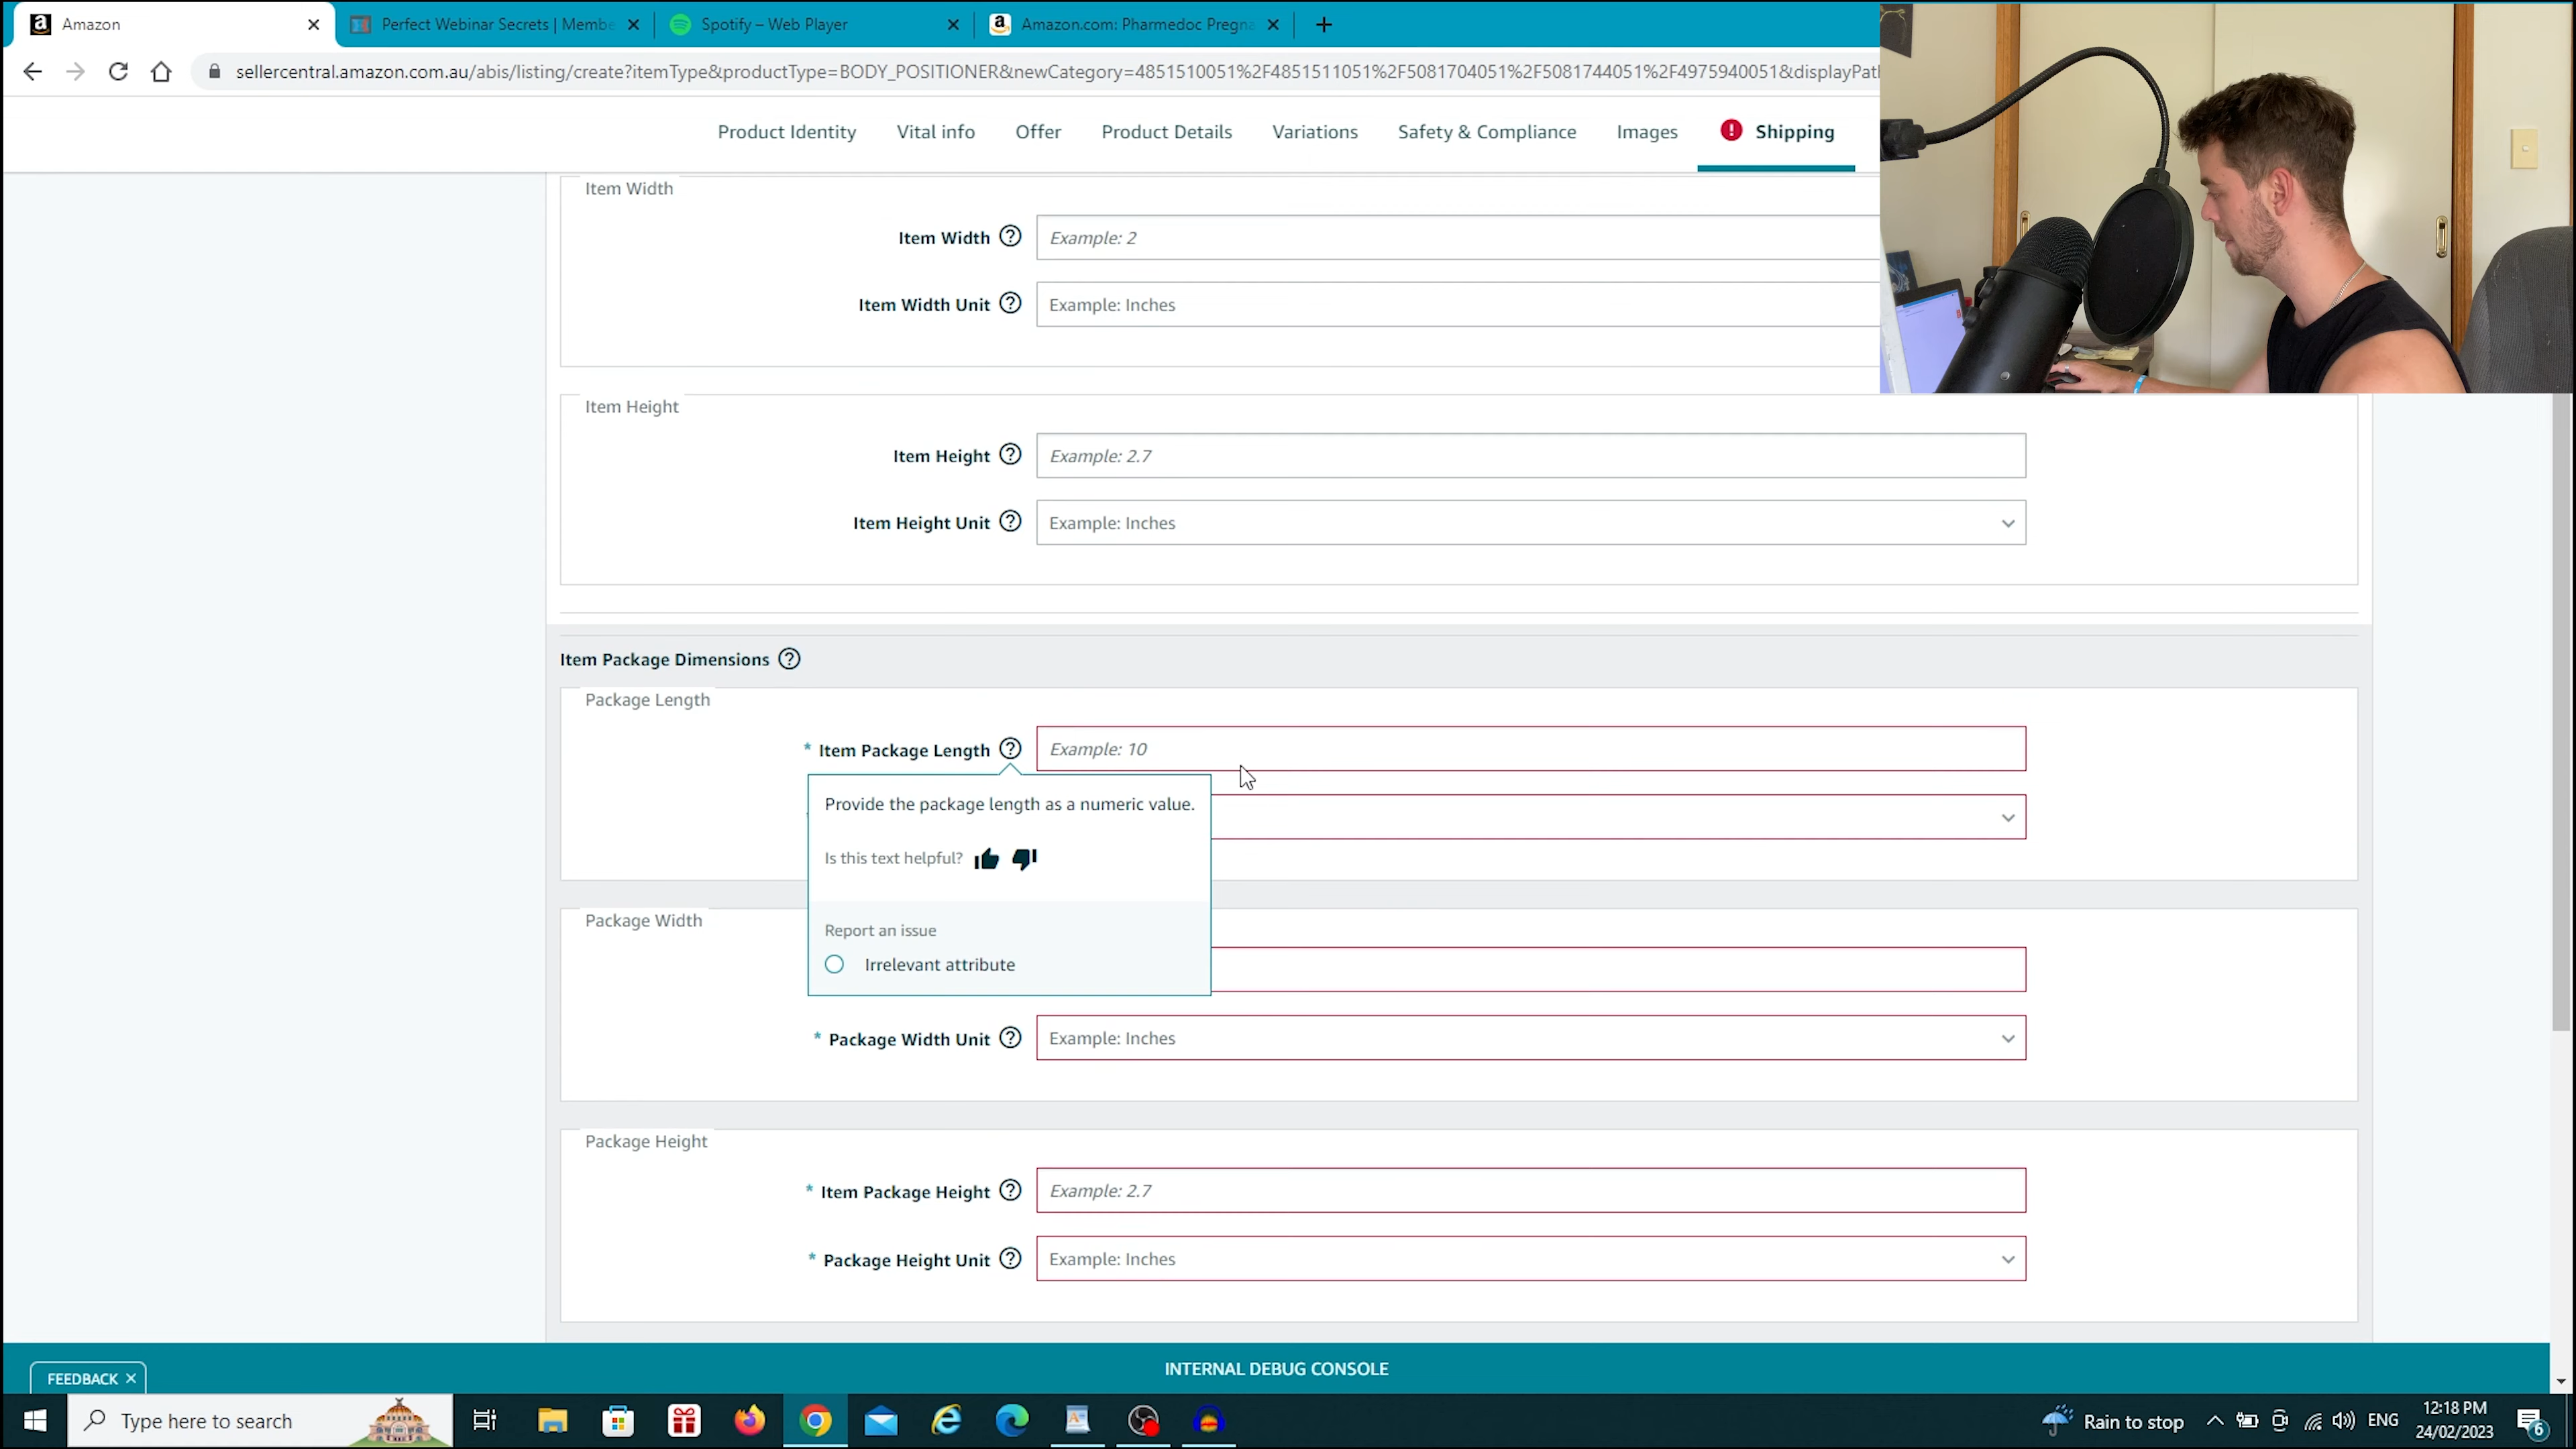 Amazon
Perfect Webinar Secrets | Membe
Spotify – Web Player
Amazon.com: Pharmedoc Pregna
sellercentral.amazon.com.au/abis/listing/create?itemType&productType=BODY_POSITIONER&newCategory=4851510051%2F4851511051%2F5081704051%2F5081744051%2F4975940051&displayPat
Product Identity
Vital info
Offer
Product Details
Variations
Safety & Compliance
Images
Shipping
Item Width
Item Width
Example: 2
Item Width Unit
Example: Inches
Item Height
Item Height
Example: 2.7
Item Height Unit
Example: Inches
Item Package Dimensions
Package Length
* Item Package Length
Example: 10
Provide the package length as a numeric value.
Is this text helpful?
Report an issue
Irrelevant attribute
Package Width
* Package Width Unit
Example: Inches
Package Height
* Item Package Height
Example: 2.7
* Package Height Unit
Example: Inches
INTERNAL DEBUG CONSOLE
FEEDBACK
Type here to search
Rain to stop
ENG
12:18 PM
24/02/2023
6